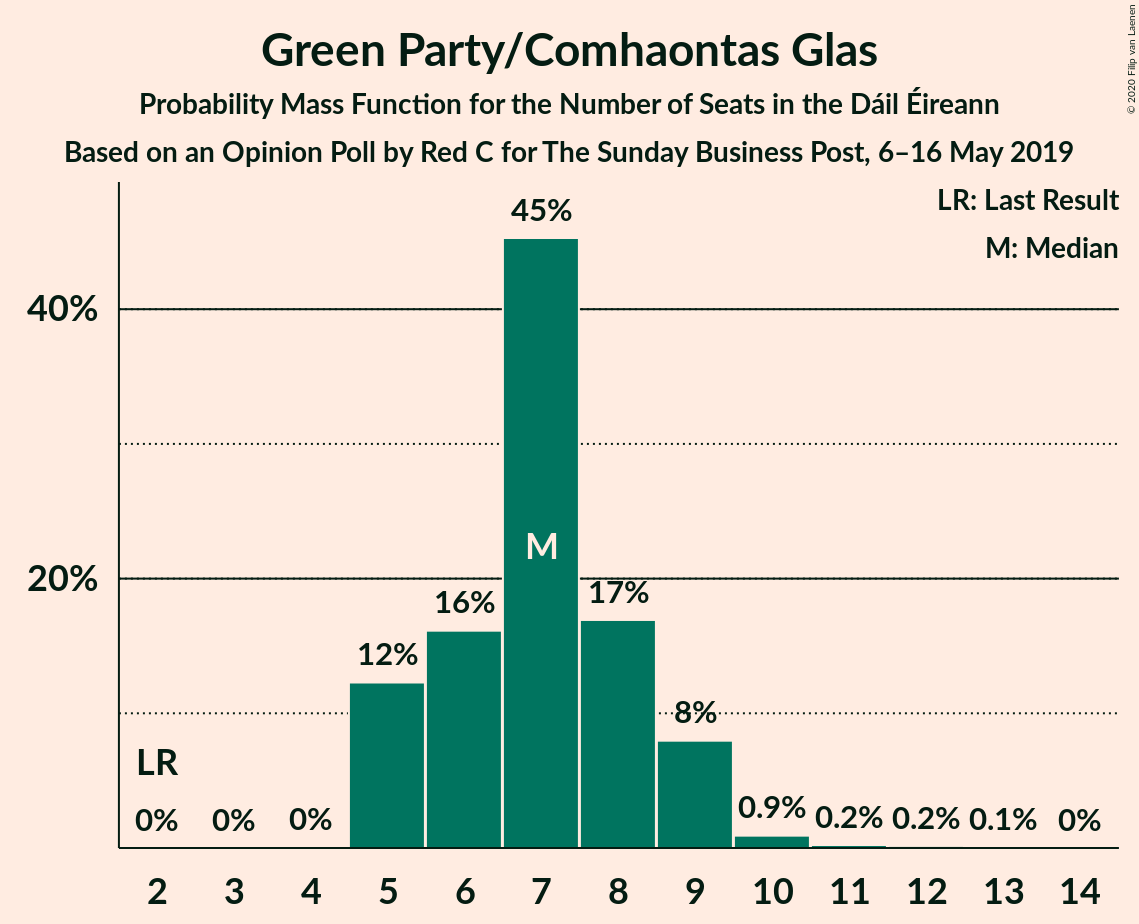 Green Party/Comhaontas Glas
Probability Mass Function for the Number of Seats in the Dáil Éireann
Based on an Opinion Poll by Red C for The Sunday Business Post, 6–16 May 2019
© 2020 Filip van Laenen
LR: Last Result
M: Median
45%
40%
M
20%
17%
16%
12%
8%
LR
0% 0% 0% 0.9% 0.2% 0.2% 0.1% 0%
2 3 4 5 6 7 8 9 10 11 12 13 14